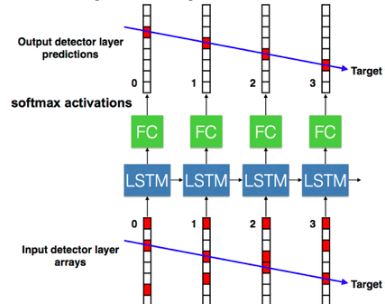 Output detector layer
predictions
0
1
2
3
Target
softmax activations
FC
FC
FC
FC
LSTM
LSTM
LSTM
LSTM
0
1
2
3
Input detector layer
arrays
Target